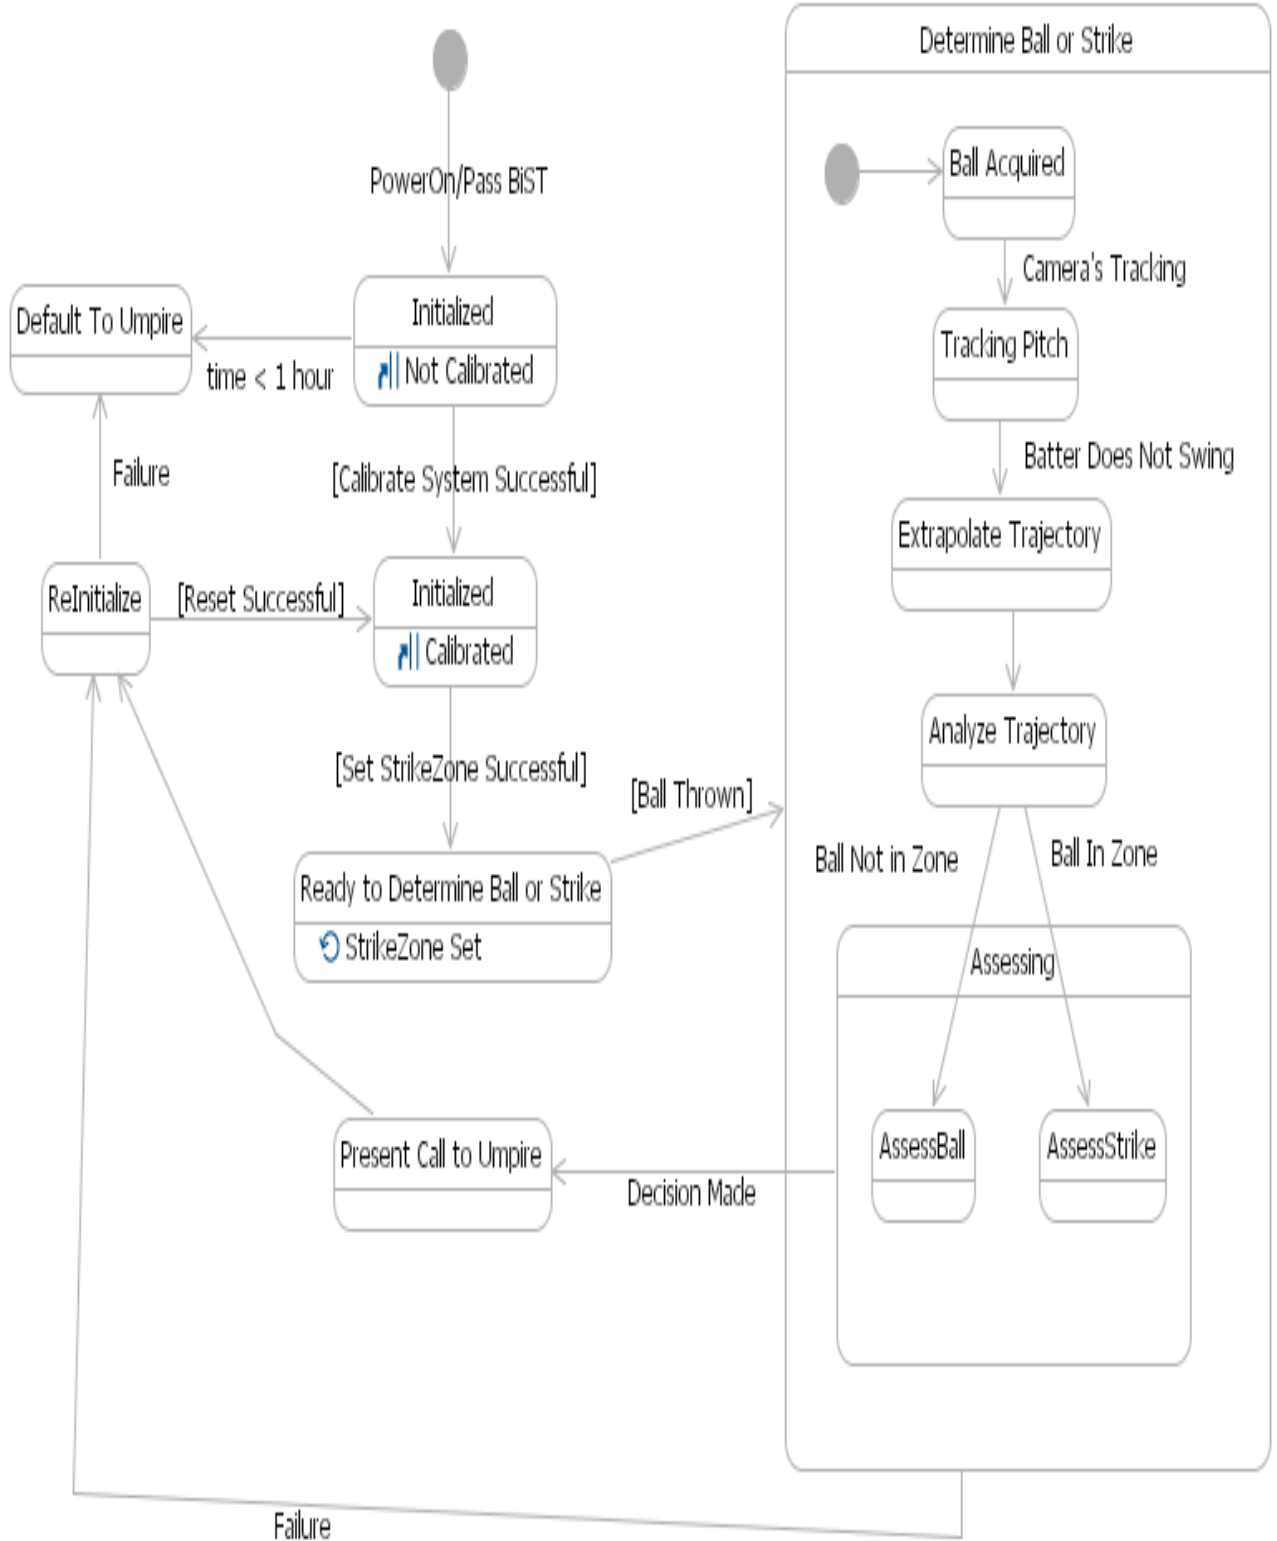 Determine Ball or Strike
PowerOn/Pass BiST
Ball Acquired
Camera's Tracking
Default To Umpire
Initialized
Not Calibrated
time < 1 hour
Tracking Pitch
Batter Does Not Swing
Failure
[Calibrate System Successful]
Extrapolate Trajectory
ReInitialize
[Reset Successful]
Initialized
Calibrated
Analyze Trajectory
[Set StrikeZone Successful]
[Ball Thrown]
Ball Not in Zone
Ball In Zone
Ready to Determine Ball or Strike
StrikeZone Set
Assessing
Present Call to Umpire
AssessBall
AssessStrike
Decision Made
Failure